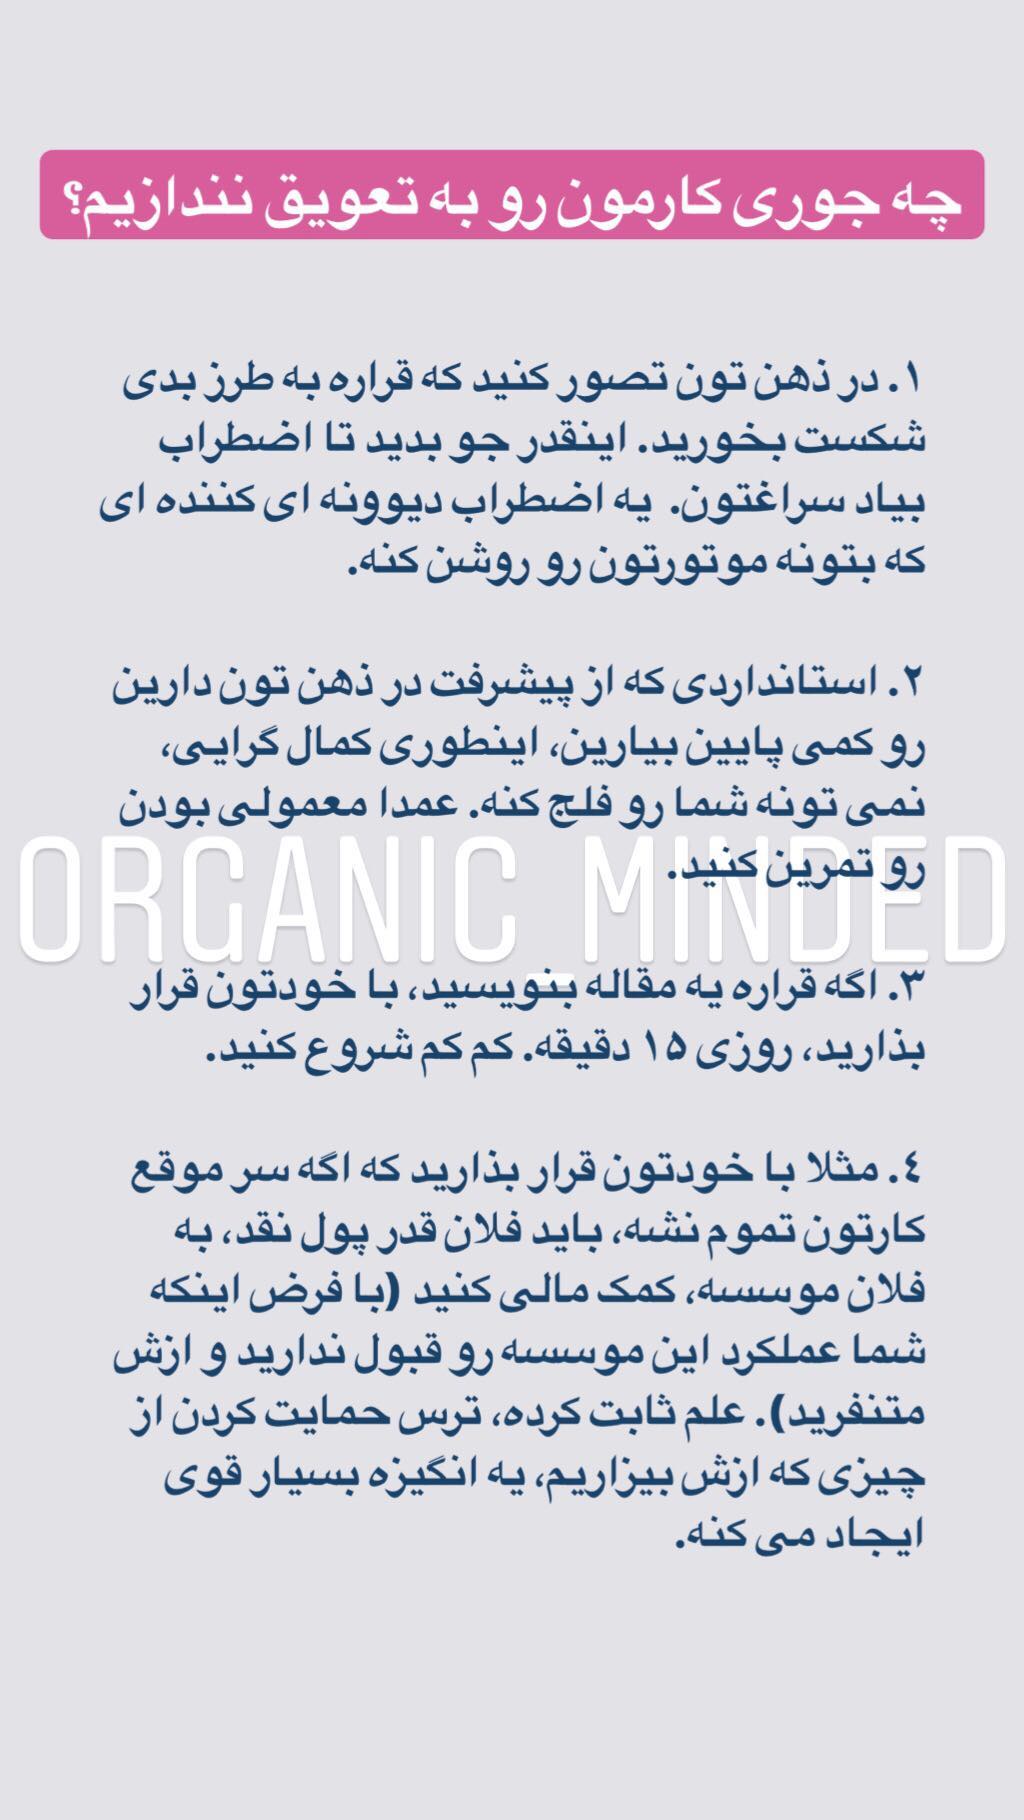 چه جوری کارمون رو به تعویق نندازیم؟
۱. در ذهن تون تصور کنید که قراره به طرز بدی
شکست بخورید. اینقدر جو بدید تا اضطراب
بیاد سراغتون. یه اضطراب دیوونه ای کننده ای
که بتونه موتورتون رو روشن کنه.
۲. استانداردی که از پیشرفت در ذهن تون دارین
رو کمی پایین بیارین، اینطوری کمال گرایی،
نمی تونه شما رو فلج کنه. عمدا معمولی بودن
رو تمرین کنید.
ORGANIC_MINDED
۳. اگه قراره یه مقاله بنویسید، با خودتون قرار
بذارید، روزی ۱۵ دقیقه. کم کم شروع کنید.
٤. مثلا با خودتون قرار بذارید که اگه سر موقع
کارتون تموم نشه، باید فلان قدر پول نقد، به
فلان موسسه، کمک مالی کنید (با فرض اینکه
شما عملکرد این موسسه رو قبول ندارید و ازش
متنفرید). علم ثابت کرده، ترس حمایت کردن از
چیزی که ازش بیزاریم، یه انگیزه بسیار قوی
ایجاد می کنه.